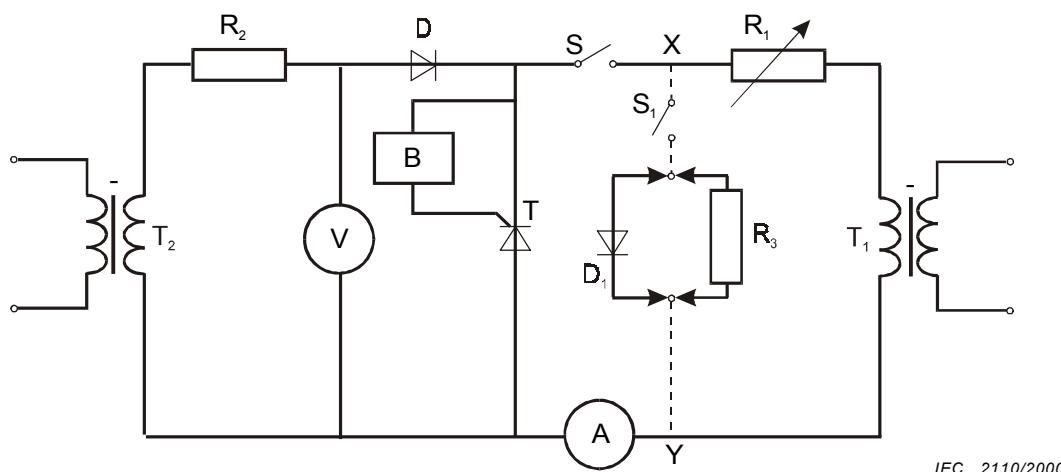 R2 D S X R1
S1
B
T2 V T D1 R3 T1
A Y
IEC 2110/2000